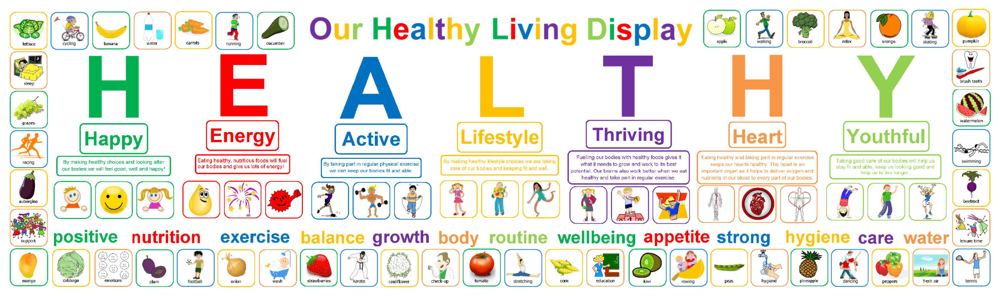 Our Healthy Living Display
lettuce
cycling
banana
water
carrots
running
cucumber
apple
walking
broccoli
relax
orange
skating
pumpkin
sleep
grapes
racing
aubergine
support
H E A L T H Y
Happy
By making healthy choices and looking after
our bodies we will feel good, well and happy!
Energy
Eating healthy, nutritious foods will fuel
our bodies and give us lots of energy!
Active
By taking part in regular physical exercise
we can keep our bodies fit and able.
Lifestyle
By making healthy lifestyle choices we are taking
care of our bodies and keeping fit and well.
Thriving
Fuelling our bodies with healthy foods gives it
what it needs to grow and work to its best
potential. Our brains also work better when we eat
healthy and take part in regular exercise.
Heart
Eating healthy and taking part in regular exercise
keeps our hearts healthy. The heart is an
important organ as it helps to deliver oxygen and
nutrients in our blood to every part of our bodies.
Youthful
Taking good care of our bodies will help us
stay fit and able, keep us looking good and
help us to live longer.
brush teeth
watermelon
swimming
beetroot
leisure time
positive nutrition exercise balance growth body routine wellbeing appetite strong hygiene care water
mango
cabbage
emotions
plum
football
onion
wash
strawberries
karate
cauliflower
check-up
tomato
stretching
corn
education
kiwi
rowing
peas
hygiene
pineapple
dancing
peppers
fresh air
tennis